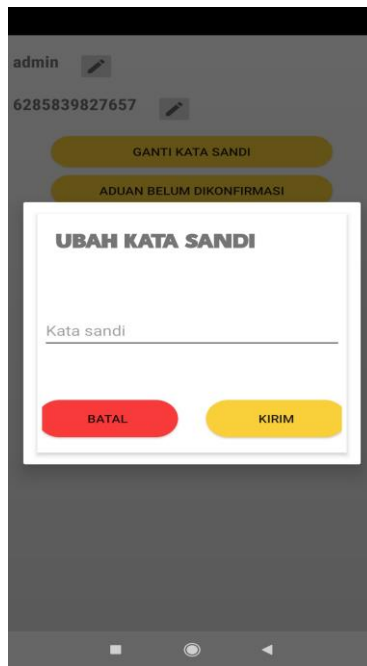 admin
6285839827657
GANTI KATA SANDI
ADUAN BELUM DIKONFIRMASI
UBAH KATA SANDI
Kata sandi
BATAL KIRIM